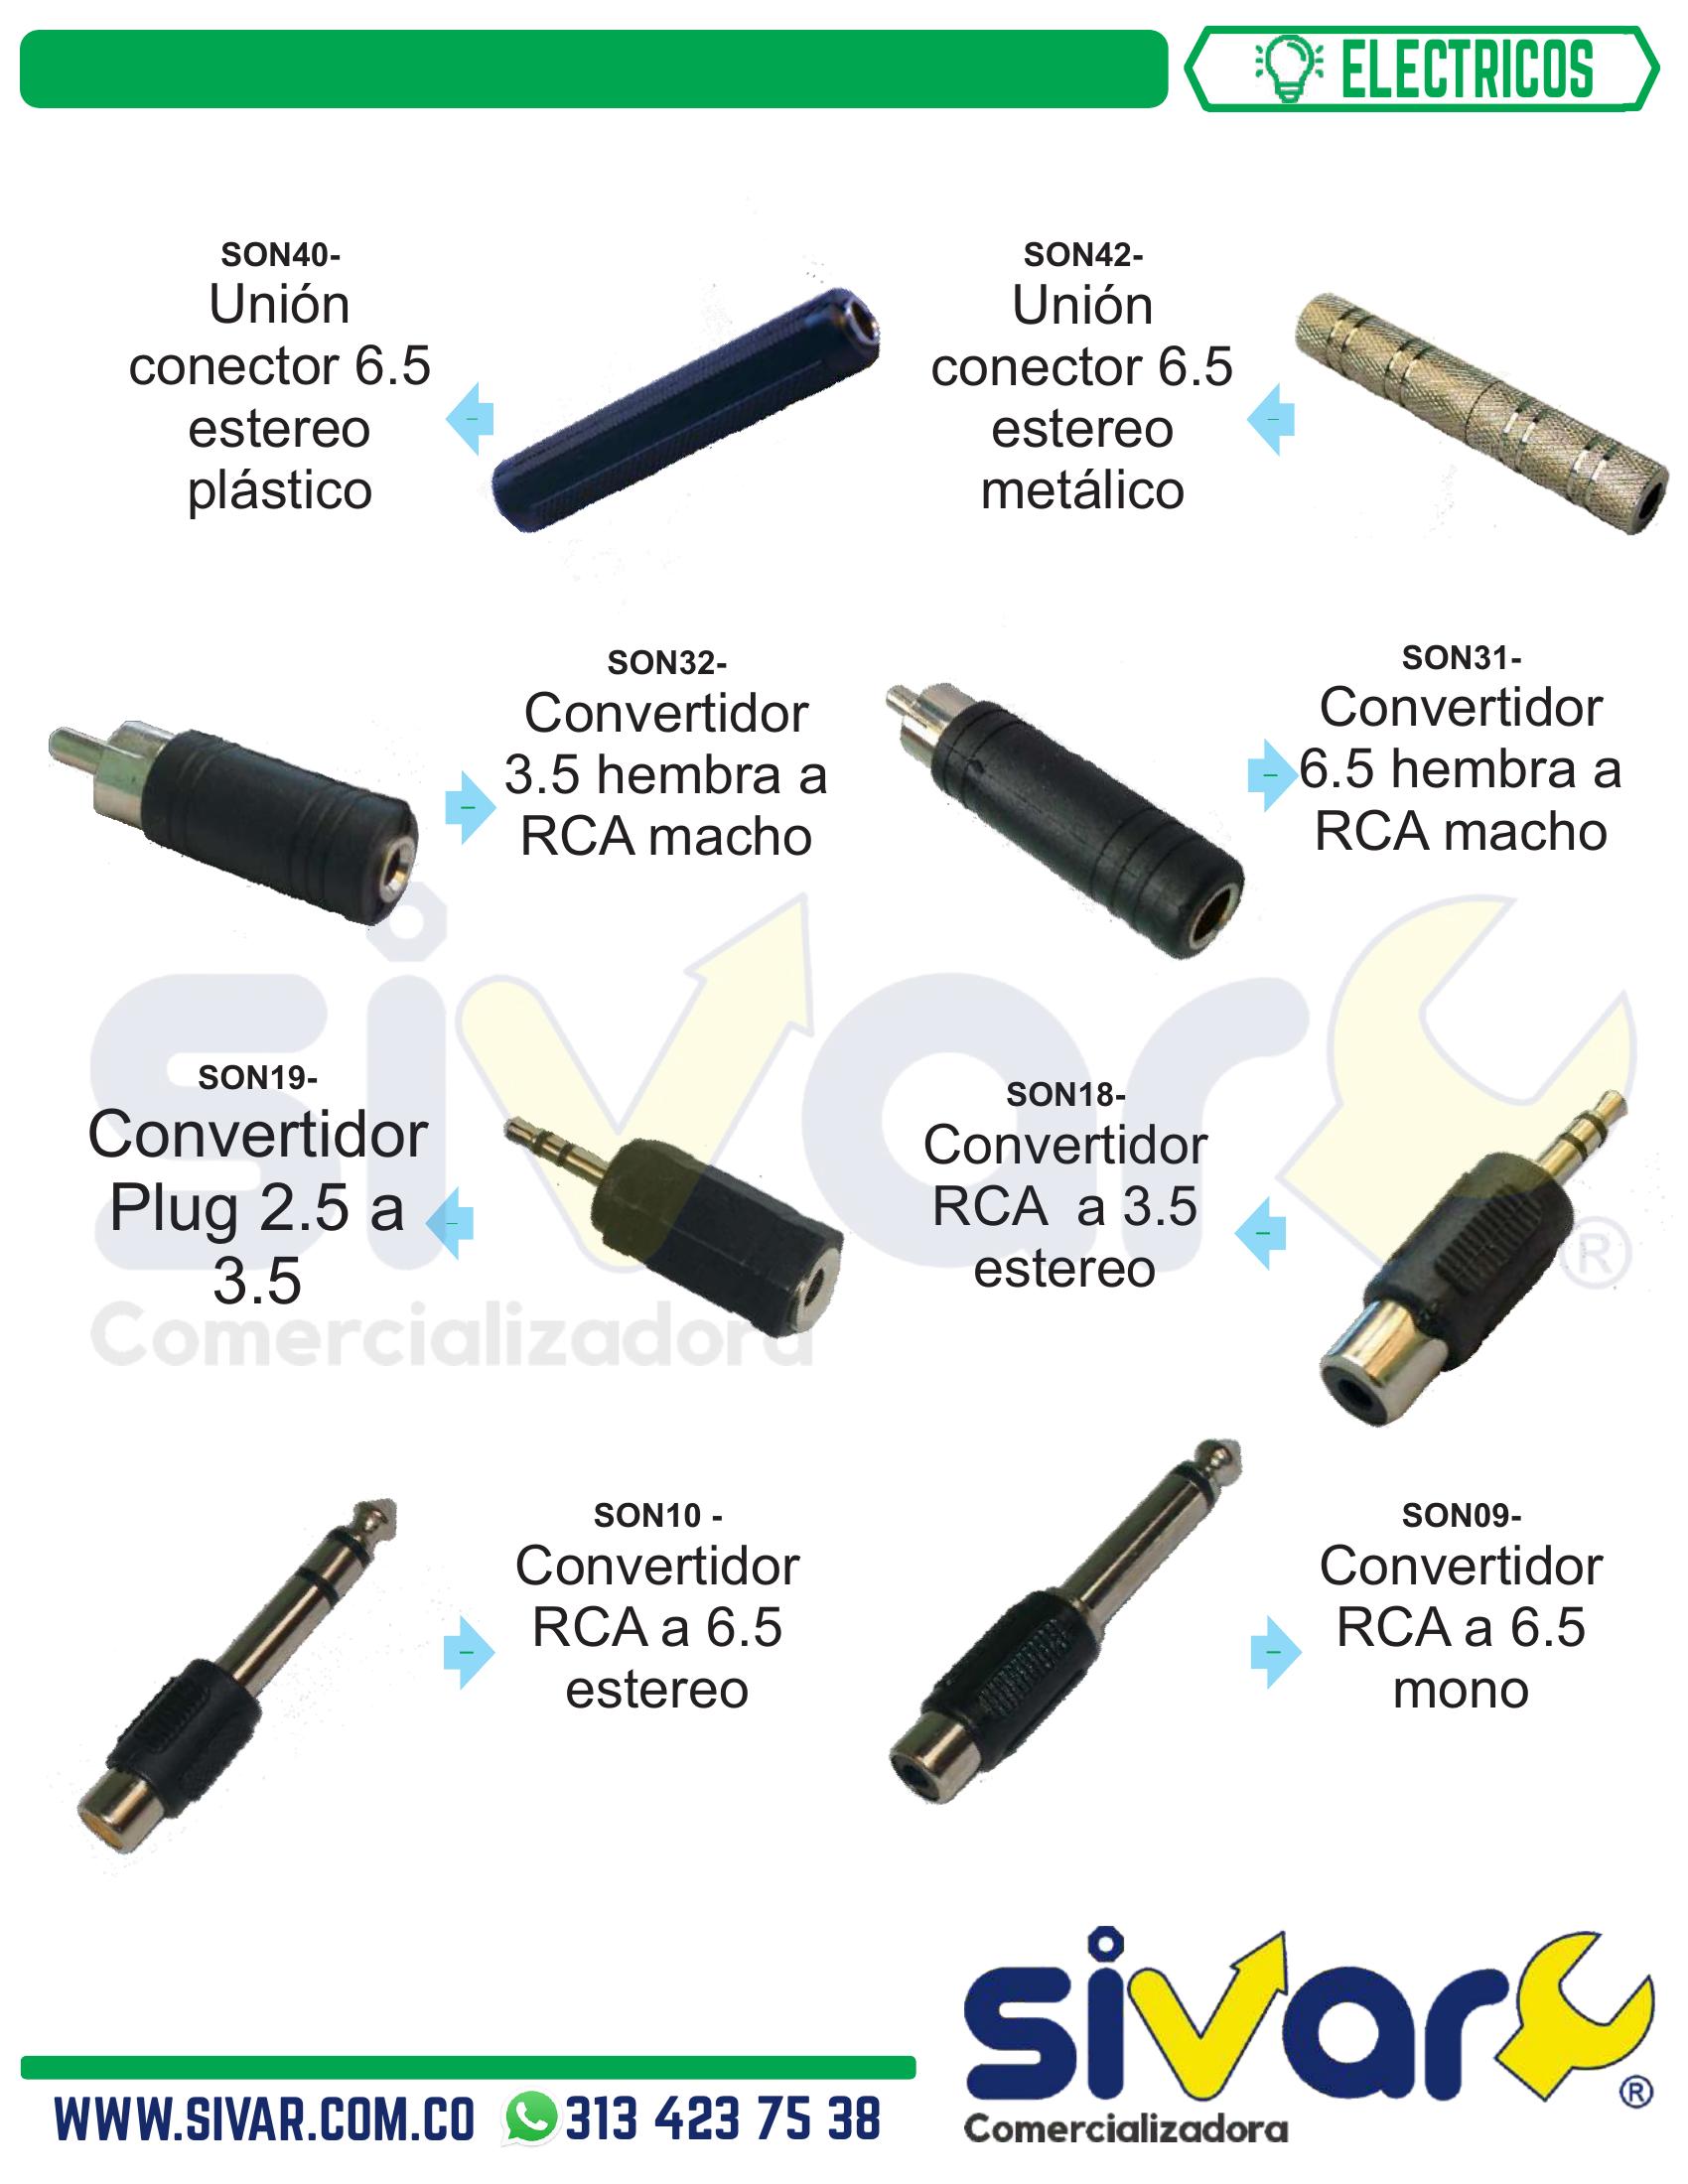 ELECTRICOS
SON40-
Unión
conector 6.5
estereo
plástico
SON42-
Unión
conector 6.5
estereo
metálico
SON32-
Convertidor
3.5 hembra a
RCA macho
SON31-
Convertidor
6.5 hembra a
RCA macho
SON19-
Convertidor
Plug 2.5 a
3.5
SON18-
Convertidor
RCA  a 3.5
estereo
sivar
®
Comercializadora
SON10 -
Convertidor
RCA a 6.5
estereo
SON09-
Convertidor
RCA a 6.5
mono
sivar
®
Comercializadora
WWW.SIVAR.COM.CO 313 423 75 38